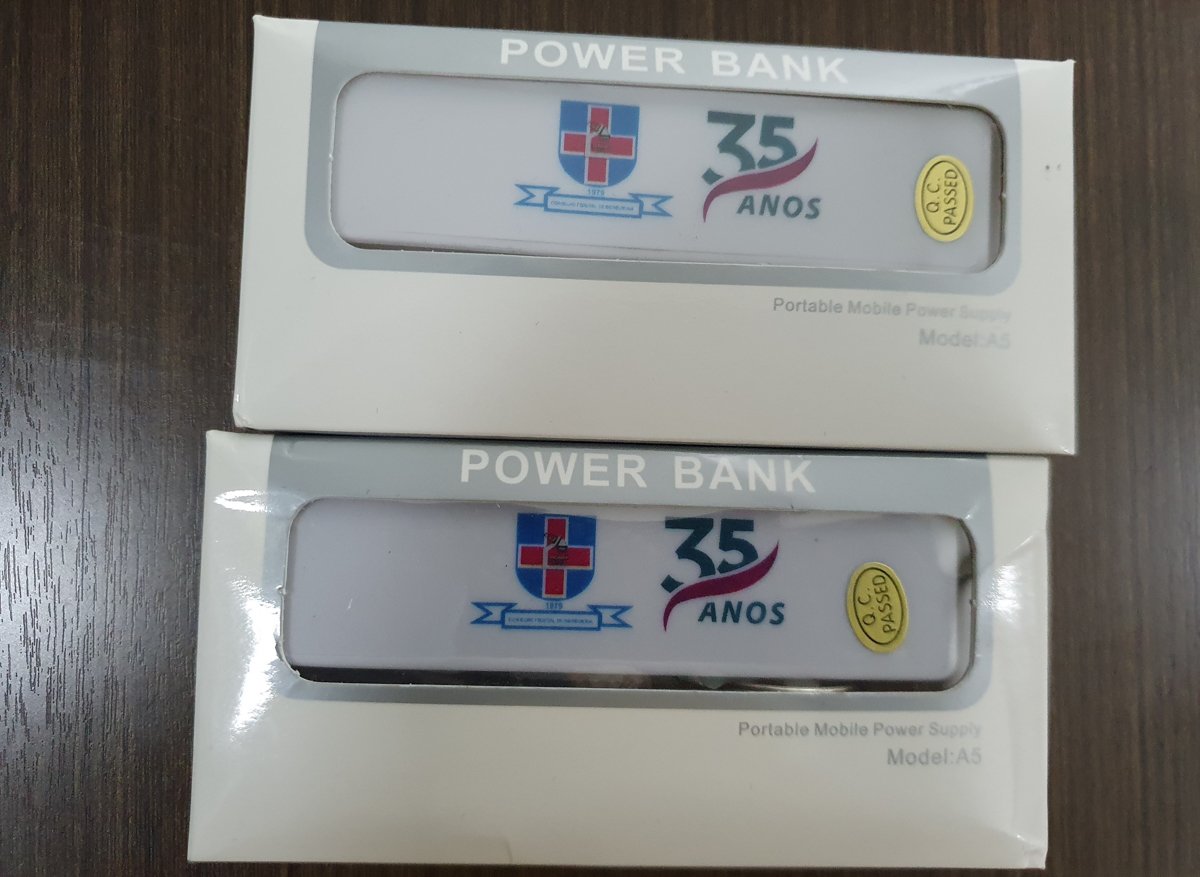 POWER BANK
1979
35
ANOS
Q.C.
PASSED
Portable Mobile Power Supply
Model:A5
POWER BANK
1979
35
ANOS
Q.C.
PASSED
Portable Mobile Power Supply
Model:A5